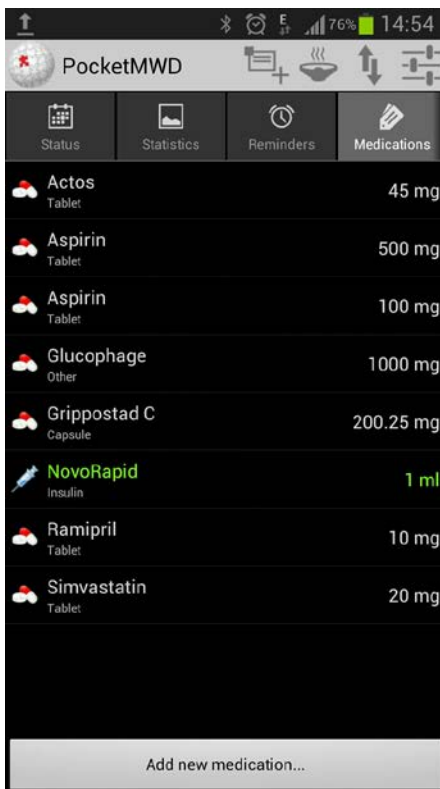 E 76% 14:54
PocketMWD
Status Statistics Reminders Medications
Actos
Tablet 45 mg
Aspirin
Tablet 500 mg
Aspirin
Tablet 100 mg
Glucophage
Other 1000 mg
Grippostad C
Capsule 200.25 mg
NovoRapid
Insulin 1 ml
Ramipril
Tablet 10 mg
Simvastatin
Tablet 20 mg
Add new medication...